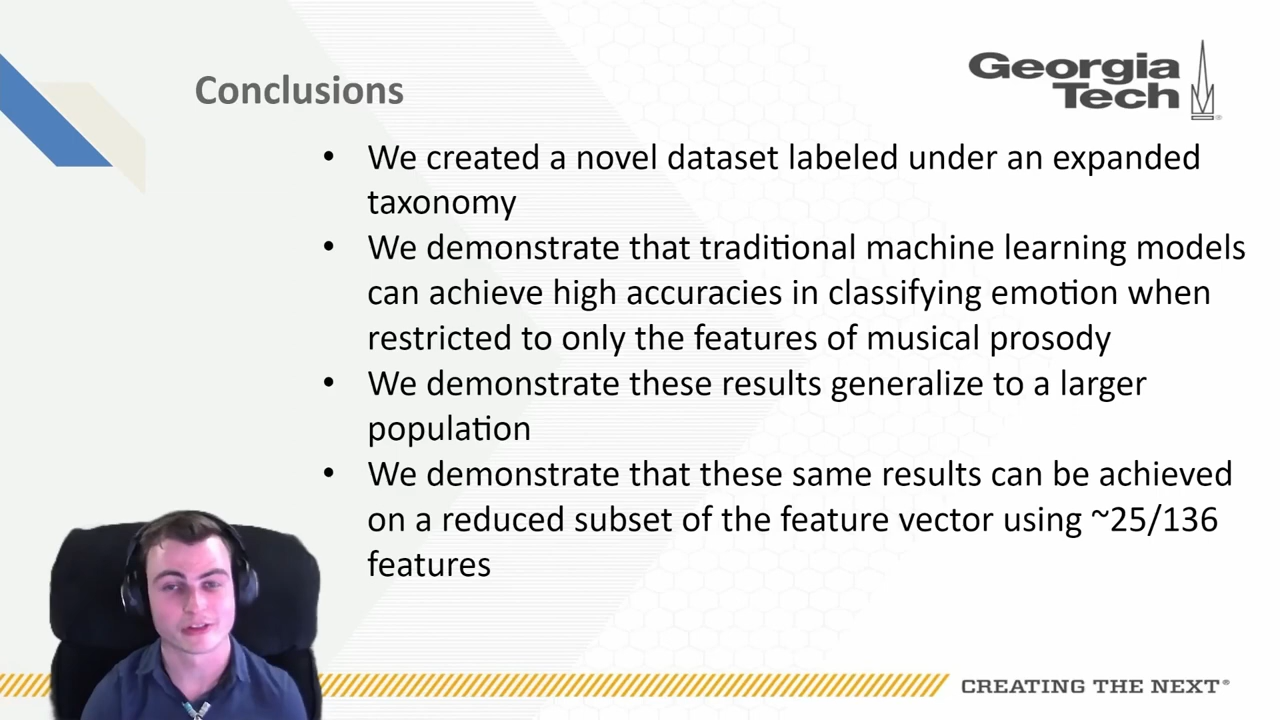 Georgia
Tech
Conclusions
• We created a novel dataset labeled under an expanded
taxonomy
• We demonstrate that traditional machine learning models
can achieve high accuracies in classifying emotion when
restricted to only the features of musical prosody
• We demonstrate these results generalize to a larger
population
• We demonstrate that these same results can be achieved
on a reduced subset of the feature vector using ~25/136
features
CREATING THE NEXT®